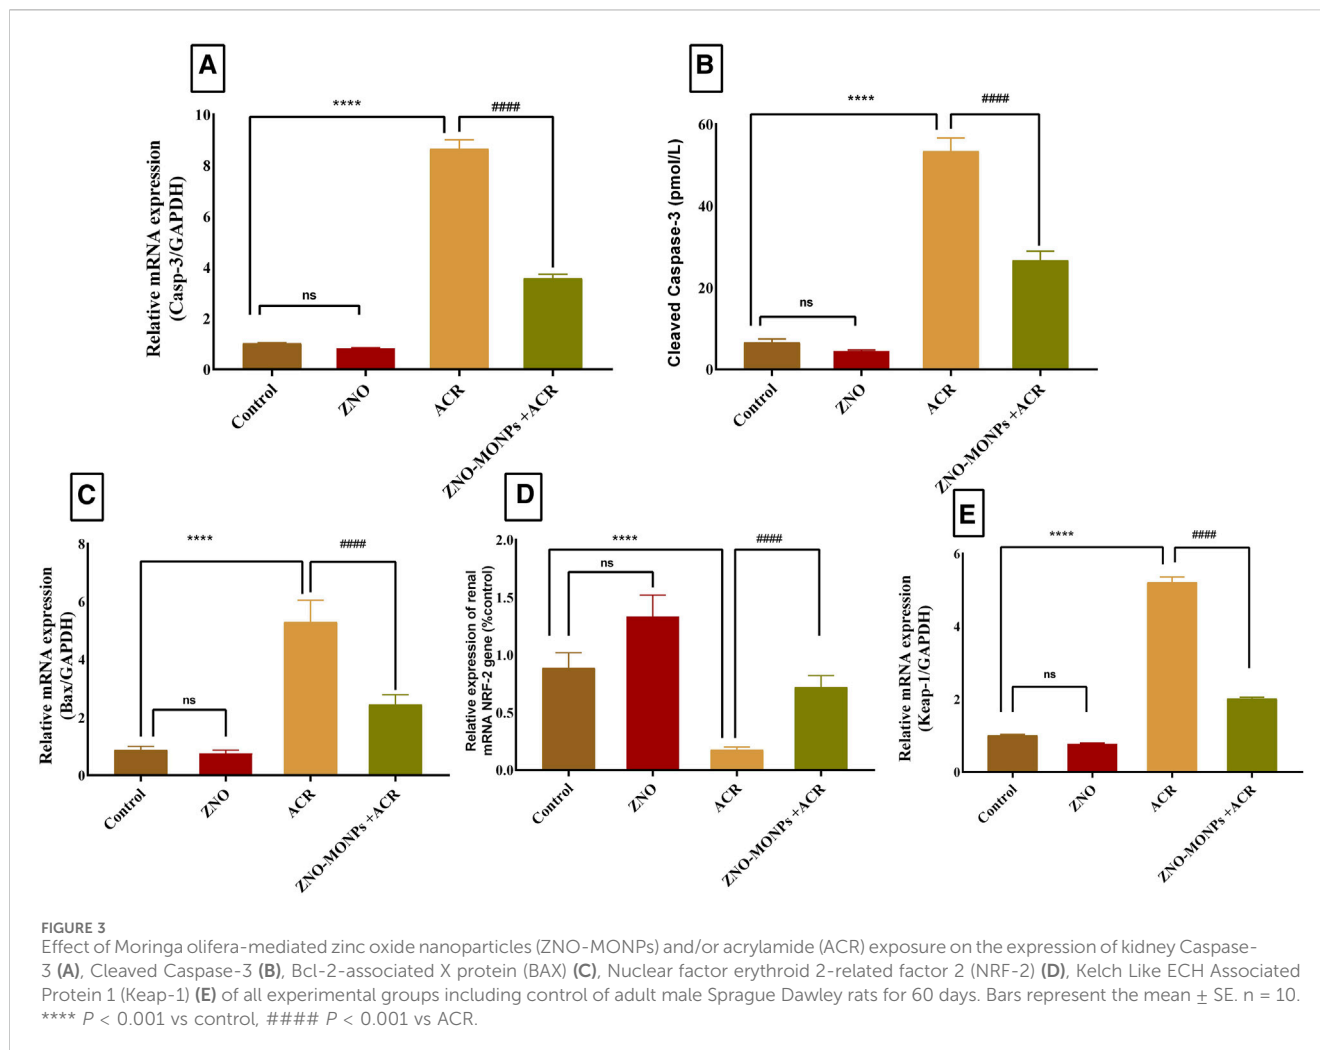 A
Relative mRNA expression
(Casp-3/GAPDH)
10
8
6
4
2
0
****
####
ns
Control
ZNO
ACR
ZNO-MONPs +ACR
B
Cleaved Caspase-3 (pmol/L)
60
40
20
0
****
####
ns
Control
ZNO
ACR
ZNO-MONPs +ACR
C
Relative mRNA expression
(Bax/GAPDH)
8
6
4
2
0
****
####
ns
Control
ZNO
ACR
ZNO-MONPs +ACR
D
Relative expression of renal
mRNA NRF-2 gene (%control)
2.0
1.5
1.0
0.5
0.0
****
####
ns
Control
ZNO
ACR
ZNO-MONPs +ACR
E
Relative mRNA expression
(Keap-1/GAPDH)
6
4
2
0
****
####
ns
Control
ZNO
ACR
ZNO-MONPs +ACR
FIGURE 3
Effect of Moringa olifera-mediated zinc oxide nanoparticles (ZNO-MONPs) and/or acrylamide (ACR) exposure on the expression of kidney Caspase-
3 (A), Cleaved Caspase-3 (B), Bcl-2-associated X protein (BAX) (C), Nuclear factor erythroid 2-related factor 2 (NRF-2) (D), Kelch Like ECH Associated
Protein 1 (Keap-1) (E) of all experimental groups including control of adult male Sprague Dawley rats for 60 days. Bars represent the mean ± SE. n = 10.
**** P < 0.001 vs control, #### P < 0.001 vs ACR.